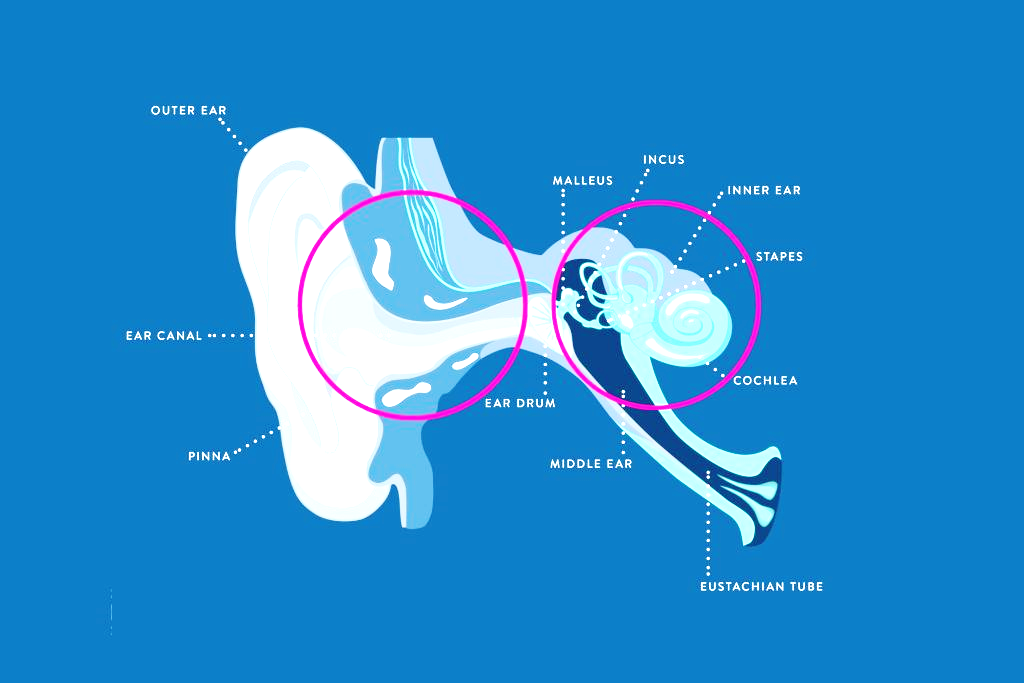 OUTER EAR
INCUS
MALLEUS
INNER EAR
STAPES
EAR CANAL
COCHLEA
EAR DRUM
PINNA
MIDDLE EAR
EUSTACHIAN TUBE